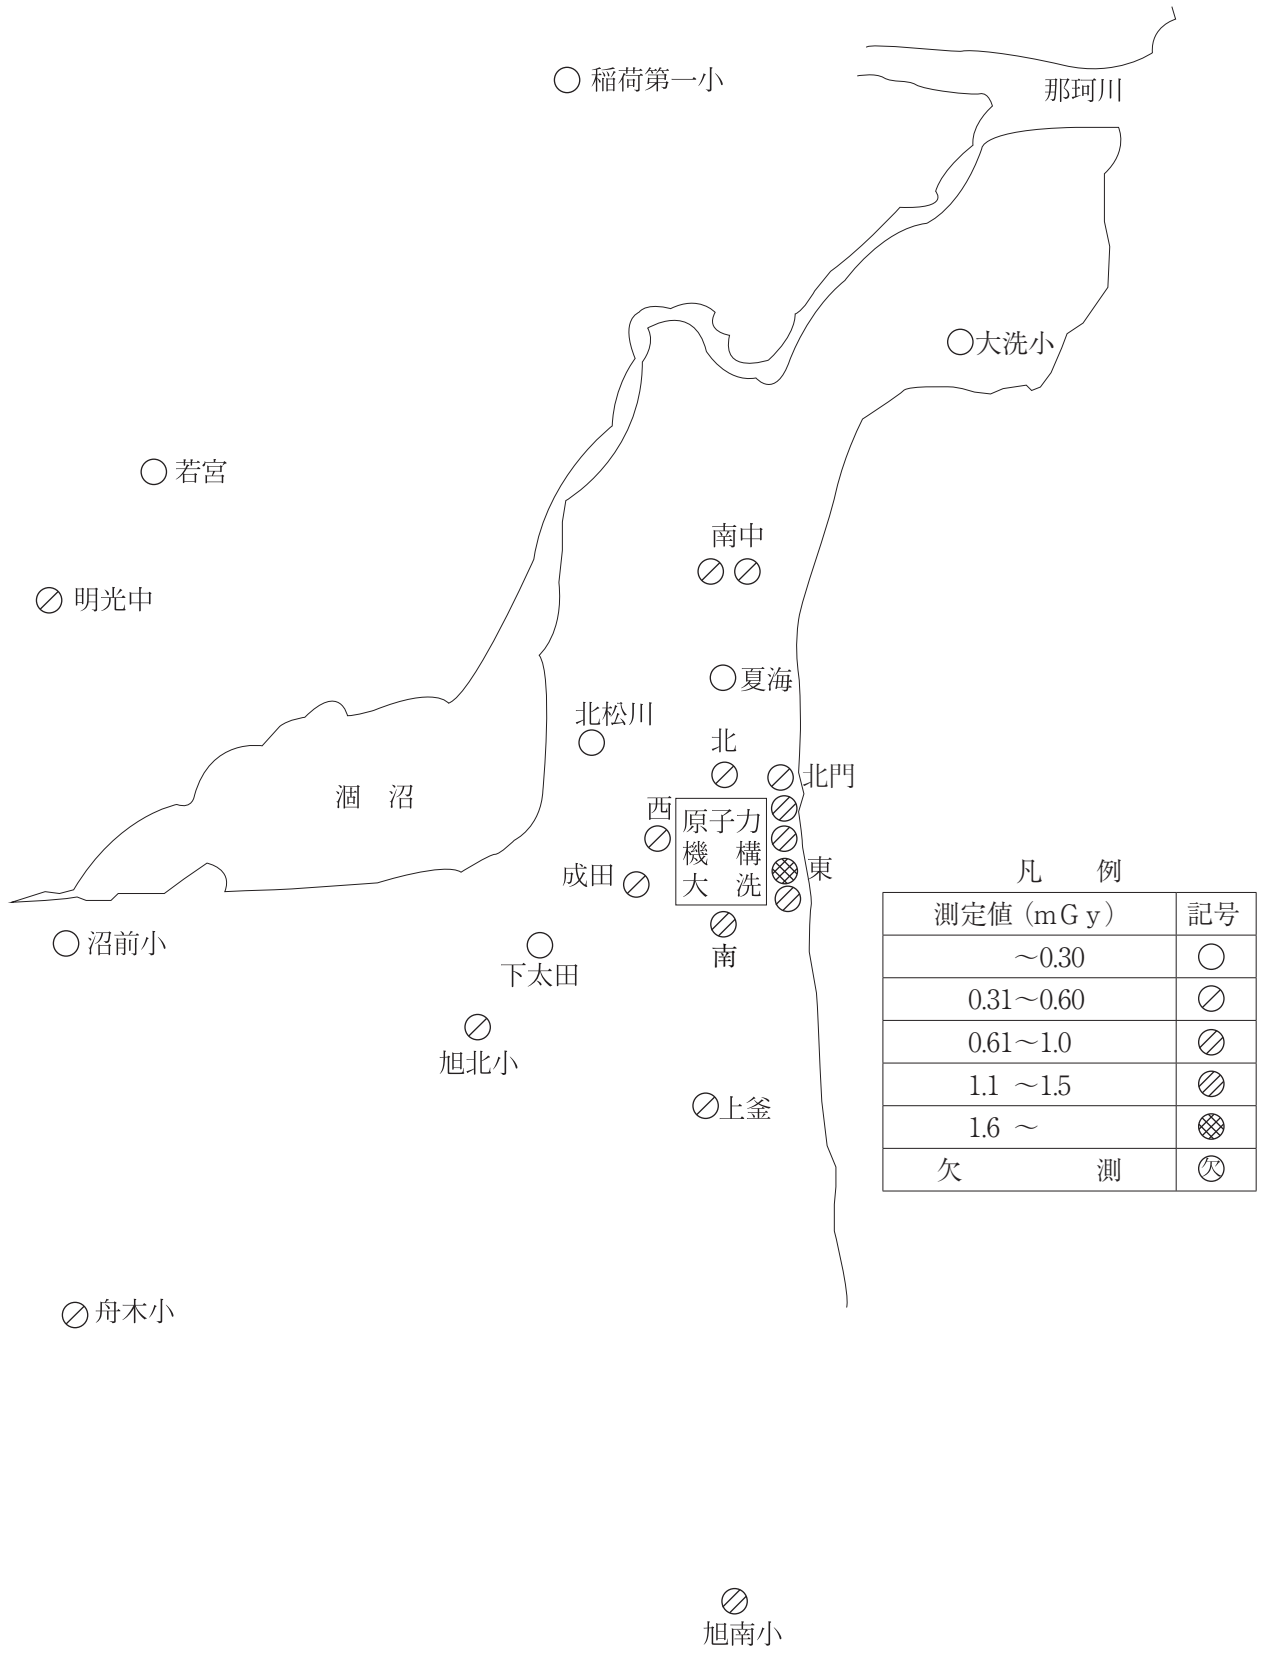 稲荷第一小
那珂川
大洗小
若宮
南中
明光中
夏海
北松川
北
北門
涸 沼
西
原子力
機 構
大 洗
東
成田
南
沼前小
下太田
旭北小
上釜
凡 例
測定値(mGy) 記号
～0.30
0.31～0.60
0.61～1.0
1.1 ～1.5
1.6 ～
欠 測 欠
舟木小
旭南小